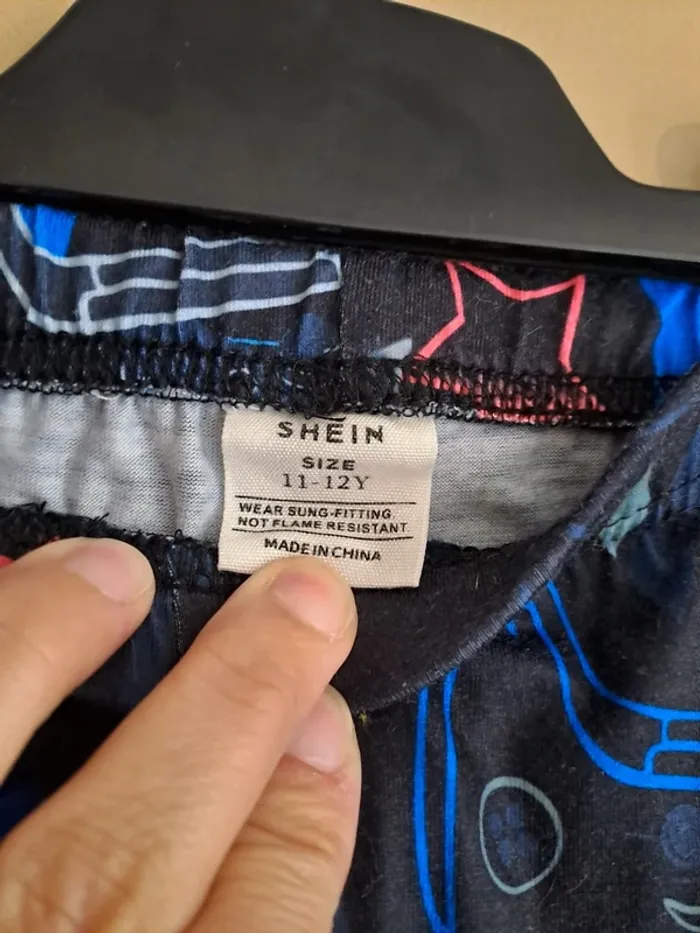 SHEIN
SIZE
11-12Y
WEAR SUNG-FITTING
NOT FLAME RESISTANT
MADE IN CHINA